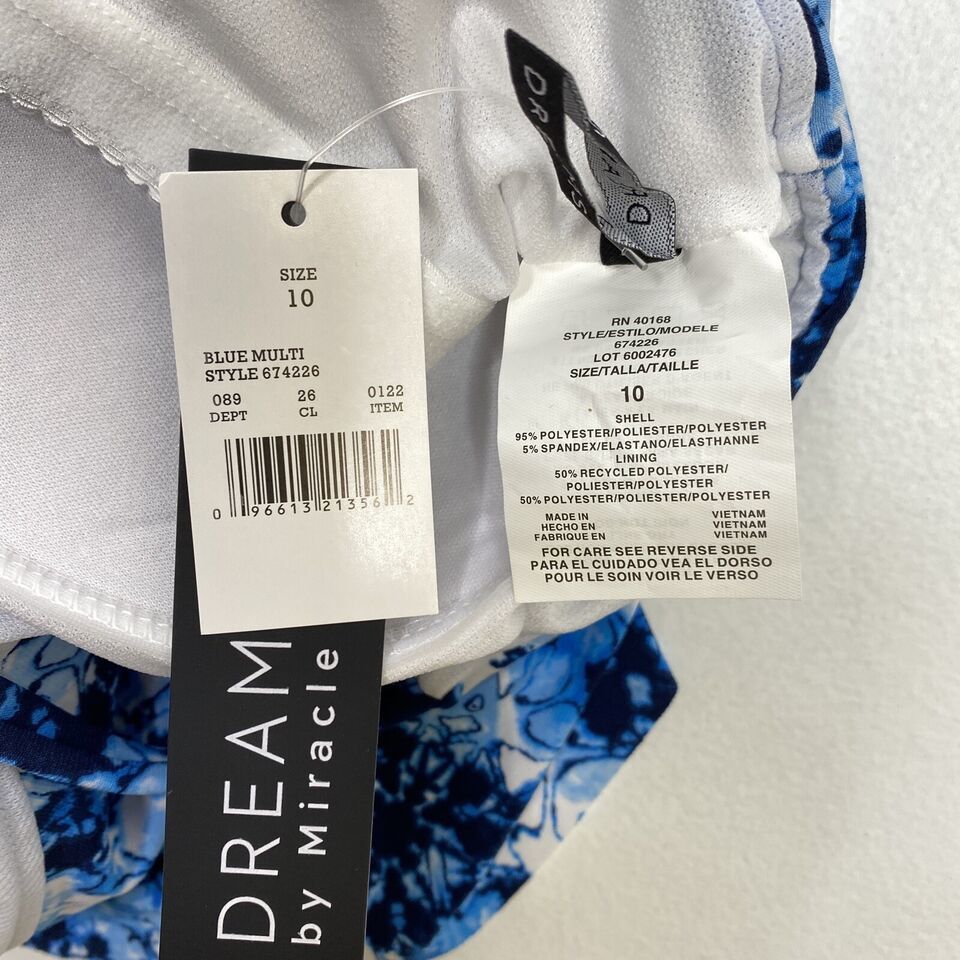 SIZE
10
BLUE MULTI
STYLE 674226
089 26 0122
DEPT CL ITEM
0 96613 21356 2
DREAM
by Miracle
RN 40168
STYLE/ESTILO/MODELE
674226
LOT 6002476
SIZE/TALLA/TAILLE
10
SHELL
95% POLYESTER/POLIESTER/POLYESTER
5% SPANDEX/ELASTANO/ELASTHANNE
LINING
50% RECYCLED POLYESTER/
POLIESTER/POLYESTER
50% POLYESTER/POLIESTER/POLYESTER
MADE IN VIETNAM
HECHO EN VIETNAM
FABRIQUE EN VIETNAM
FOR CARE SEE REVERSE SIDE
PARA EL CUIDADO VEA EL DORSO
POUR LE SOIN VOIR LE VERSO